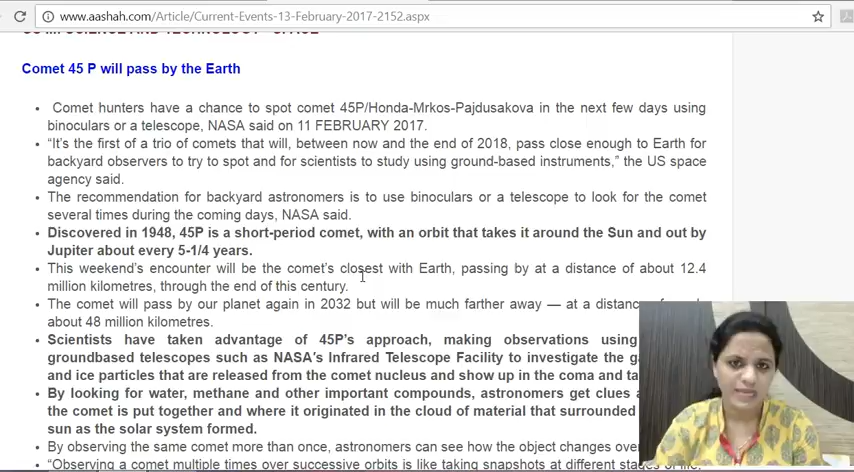 www.aashah.com/Article/Current-Events-13-February-2017-2152.aspx
SCIENCE AND TECHNOLOGY SPACE
Comet 45 P will pass by the Earth
• Comet hunters have a chance to spot comet 45P/Honda-Mrkos-Pajdusakova in the next few days using
binoculars or a telescope, NASA said on 11 FEBRUARY 2017.
• “It’s the first of a trio of comets that will, between now and the end of 2018, pass close enough to Earth for
backyard observers to try to spot and for scientists to study using ground-based instruments,” the US space
agency said.
• The recommendation for backyard astronomers is to use binoculars or a telescope to look for the comet
several times during the coming days, NASA said.
• Discovered in 1948, 45P is a short-period comet, with an orbit that takes it around the Sun and out by
Jupiter about every 5-1/4 years.
• This weekend’s encounter will be the comet’s closest with Earth, passing by at a distance of about 12.4
million kilometres, through the end of this century.
• The comet will pass by our planet again in 2032 but will be much farther away — at a
about 48 million kilometres.
• Scientists have taken advantage of 45P’s approach, making observations using
groundbased telescopes such as NASA's Infrared Telescope Facility to investigate the
and ice particles that are released from the comet nucleus and show up in the coma and
• By looking for water, methane and other important compounds, astronomers get clues
the comet is put together and where it originated in the cloud of material that surrounded
sun as the solar system formed.
• By observing the same comet more than once, astronomers can see how the object changes
• “Observing a comet multiple times over successive orbits is like taking snapshots at different